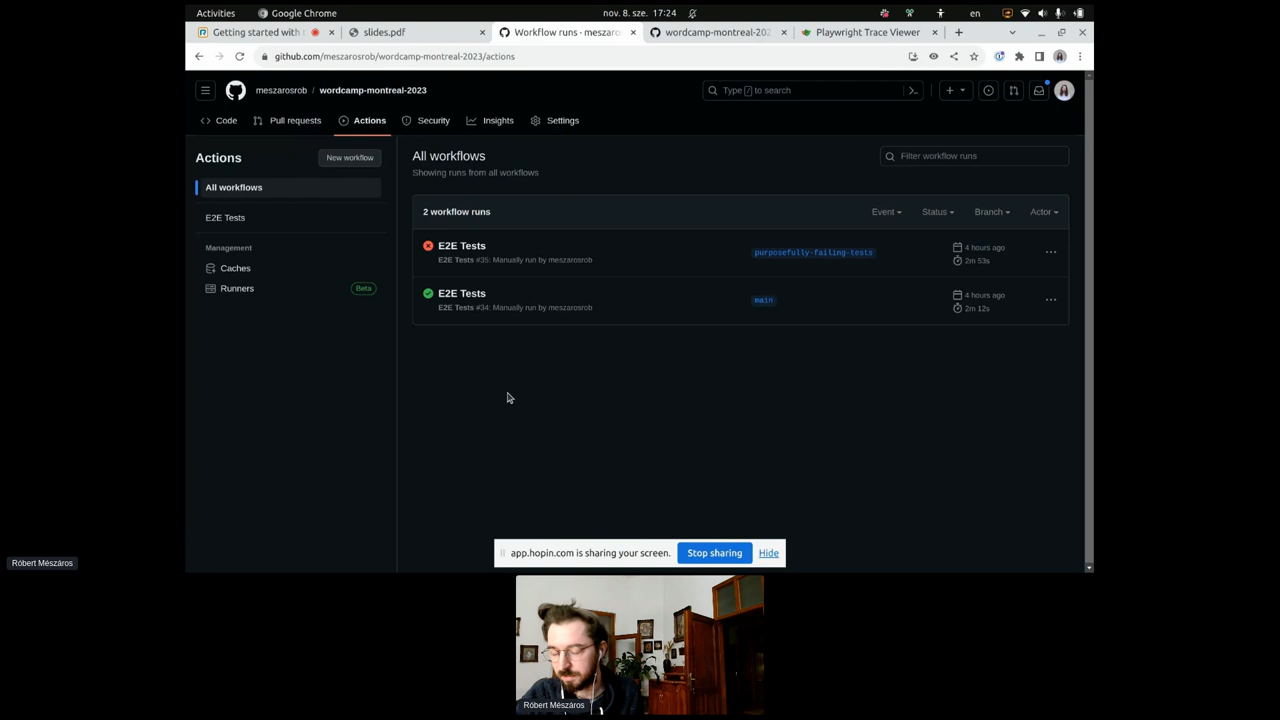 Activities
Google Chrome
nov. 8. sze. 17:24
en
Getting started with t
slides.pdf
Workflow runs · meszaro
wordcamp-montreal-202
Playwright Trace Viewer
github.com/meszarosrob/wordcamp-montreal-2023/actions
meszarosrob / wordcamp-montreal-2023
Type / to search
Code
Pull requests
Actions
Security
Insights
Settings
Actions
New workflow
All workflows
E2E Tests
Management
Caches
Runners
Beta
All workflows
Showing runs from all workflows
Filter workflow runs
2 workflow runs
Event
Status
Branch
Actor
E2E Tests
E2E Tests #35: Manually run by meszarosrob
purposefully-failing-tests
4 hours ago
2m 53s
E2E Tests
E2E Tests #34: Manually run by meszarosrob
main
4 hours ago
2m 12s
app.hopin.com is sharing your screen.
Stop sharing
Hide
Róbert Mészáros
Róbert Mészáros